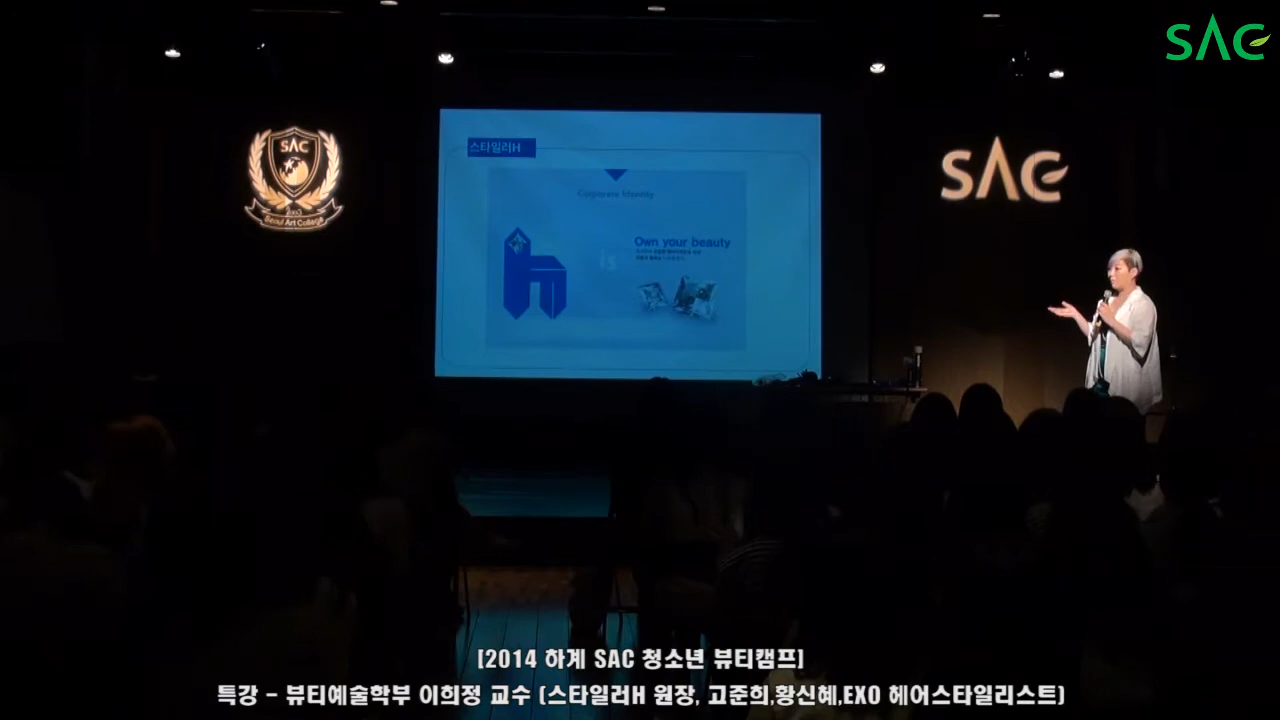 SAC
SAC
2003
Seoul Art College
SAC
스타일러H
Corporate Identity
is
Own your beauty
[2014 하계 SAC 청소년 뷰티캠프]
특강 - 뷰티예술학부 이희정 교수 (스타일러H 원장, 고준희,황신혜,EXO 헤어스타일리스트)